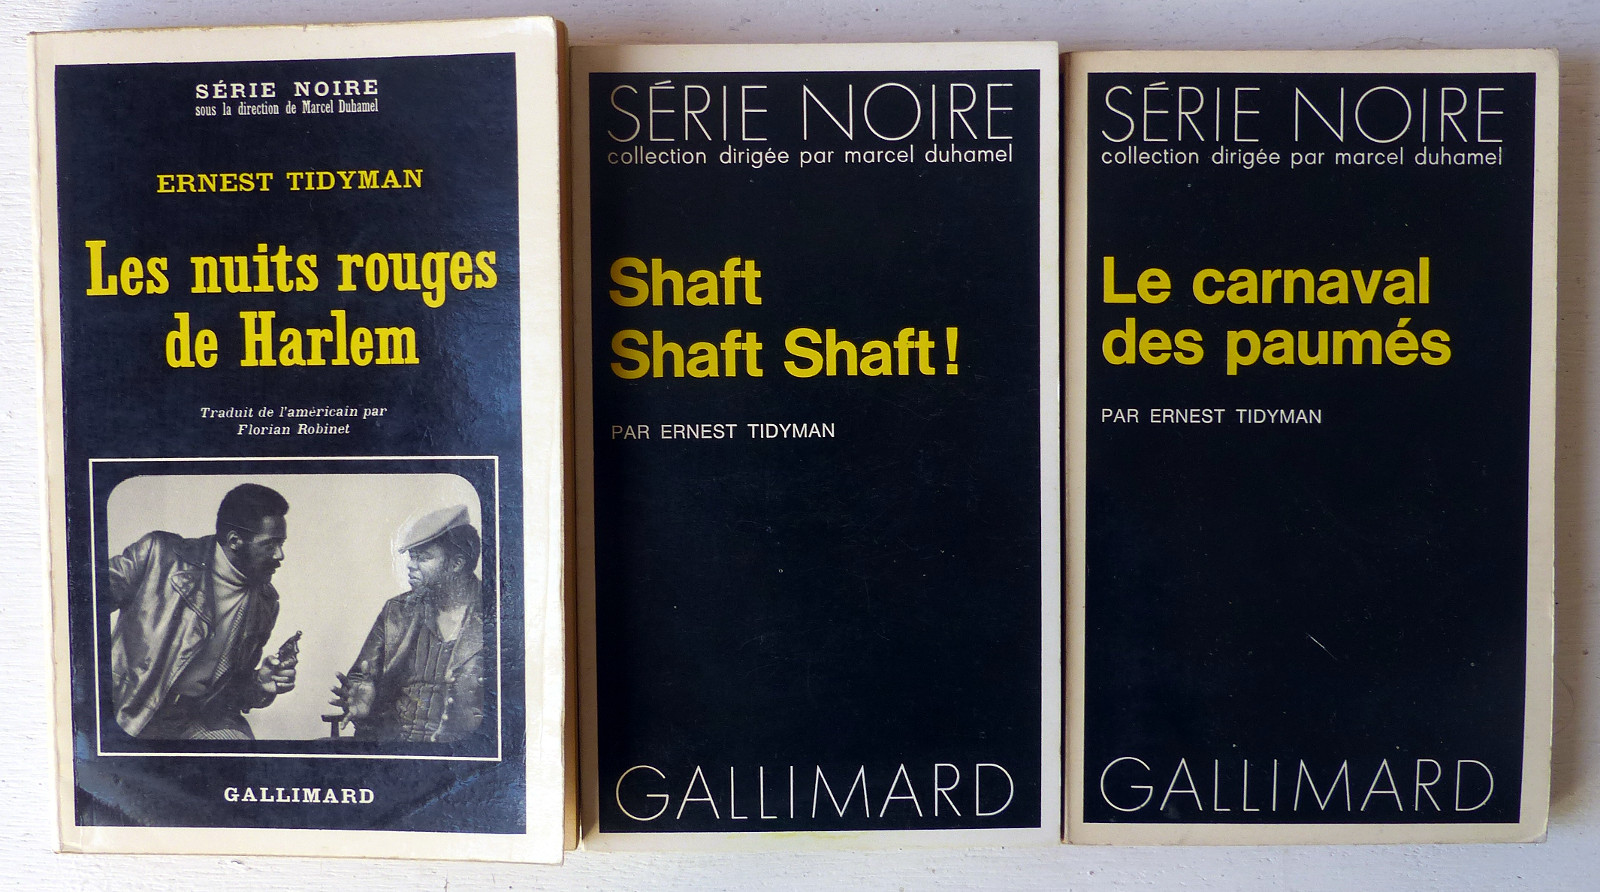 SÉRIE NOIRE
sous la direction de Marcel Duhamel
ERNEST TIDYMAN
Les nuits rouges
de Harlem
Traduit de l'américain par
Florian Robinet
GALLIMARD
SÉRIE NOIRE
collection dirigée par marcel duhamel
Shaft
Shaft Shaft!
PAR ERNEST TIDYMAN
GALLIMARD
SÉRIE NOIRE
collection dirigée par marcel duhamel
Le carnaval
des paumés
PAR ERNEST TIDYMAN
GALLIMARD